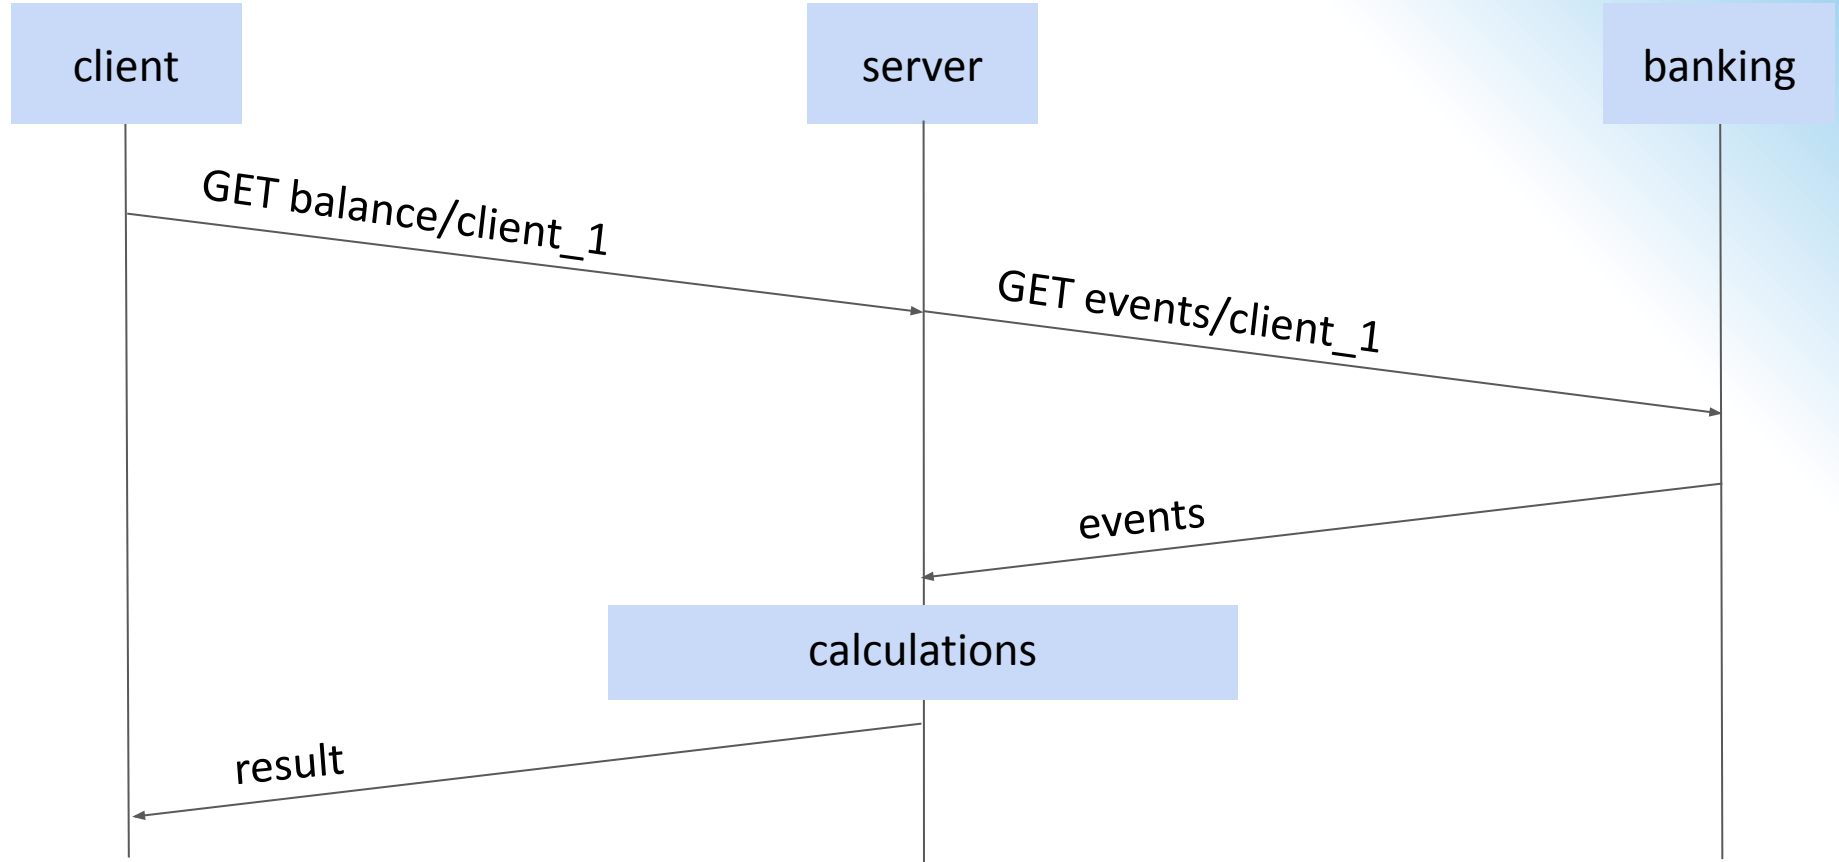 client
server
banking
GET balance/client_1
GET events/client_1
events
calculations
result